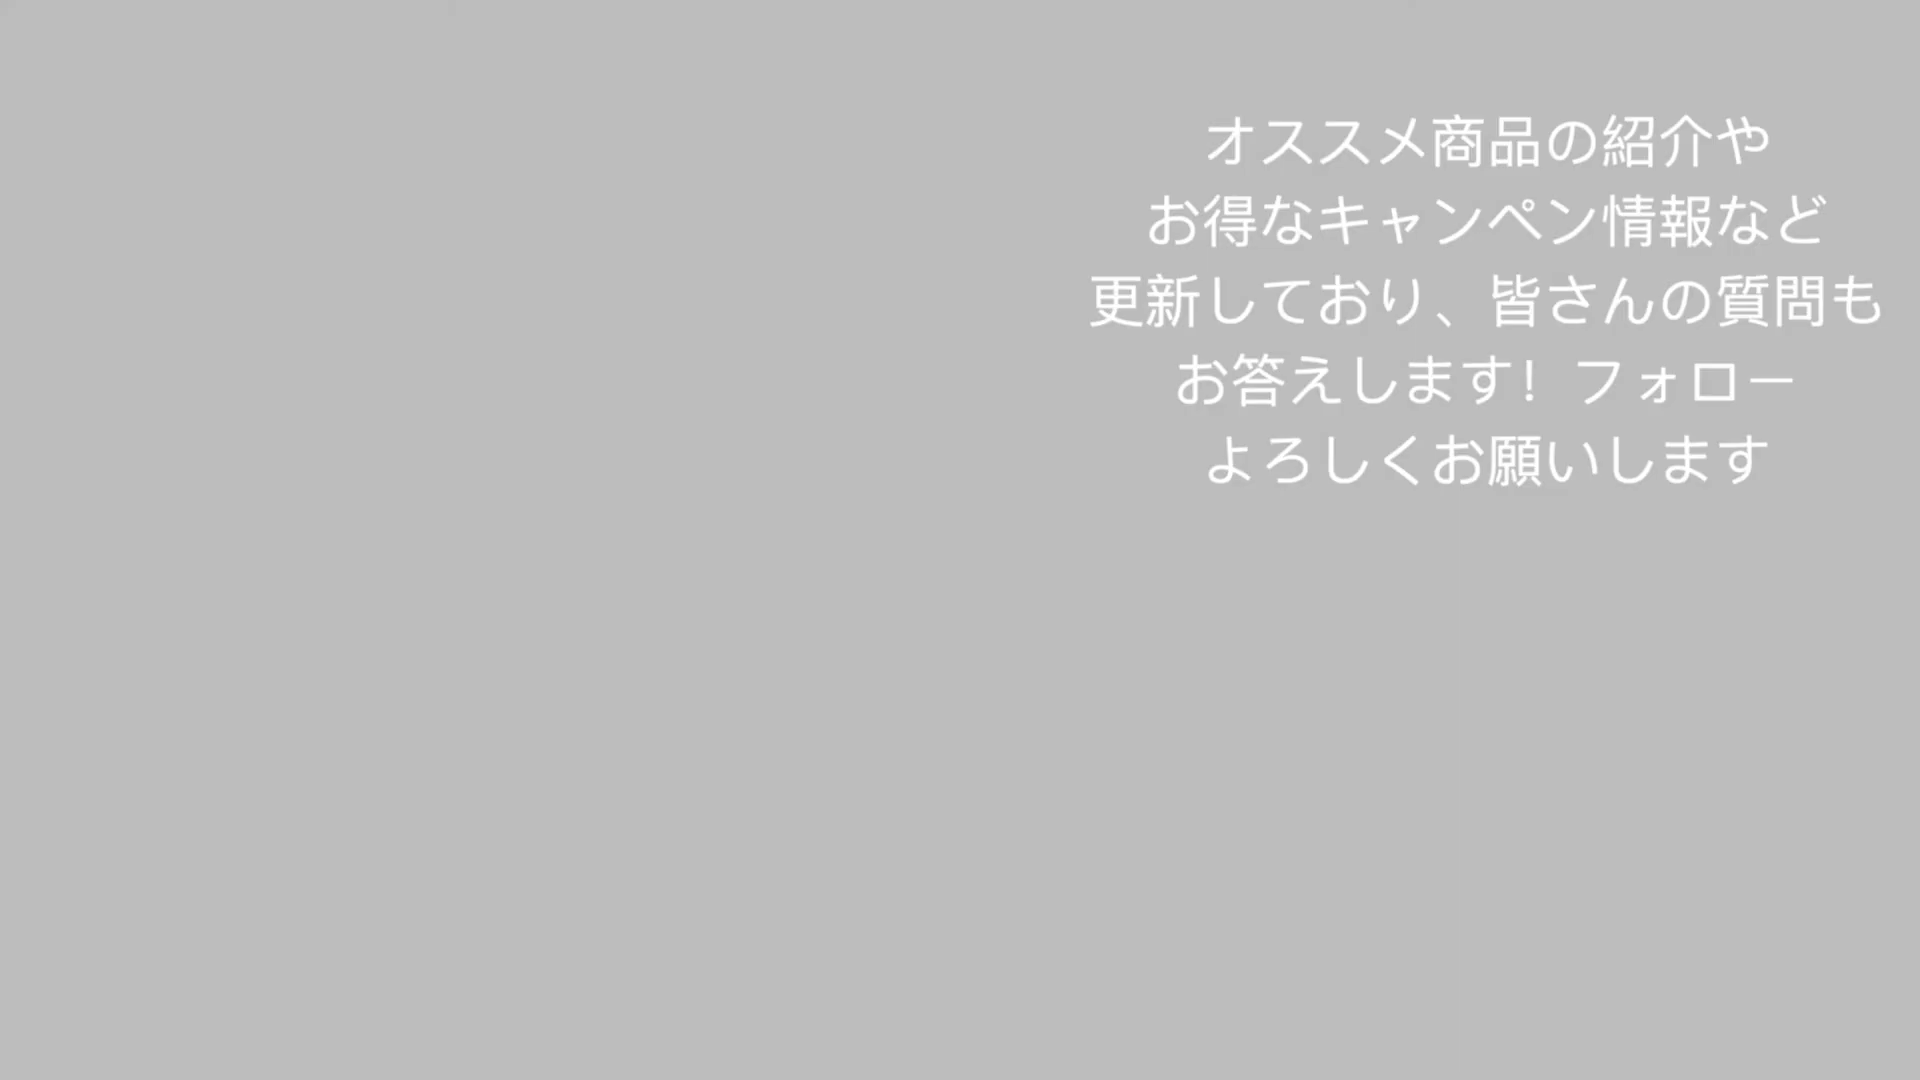 オススメ商品の紹介や
お得なキャンペン情報など
更新しており、皆さんの質問も
お答えします！フォロー
よろしくお願いします